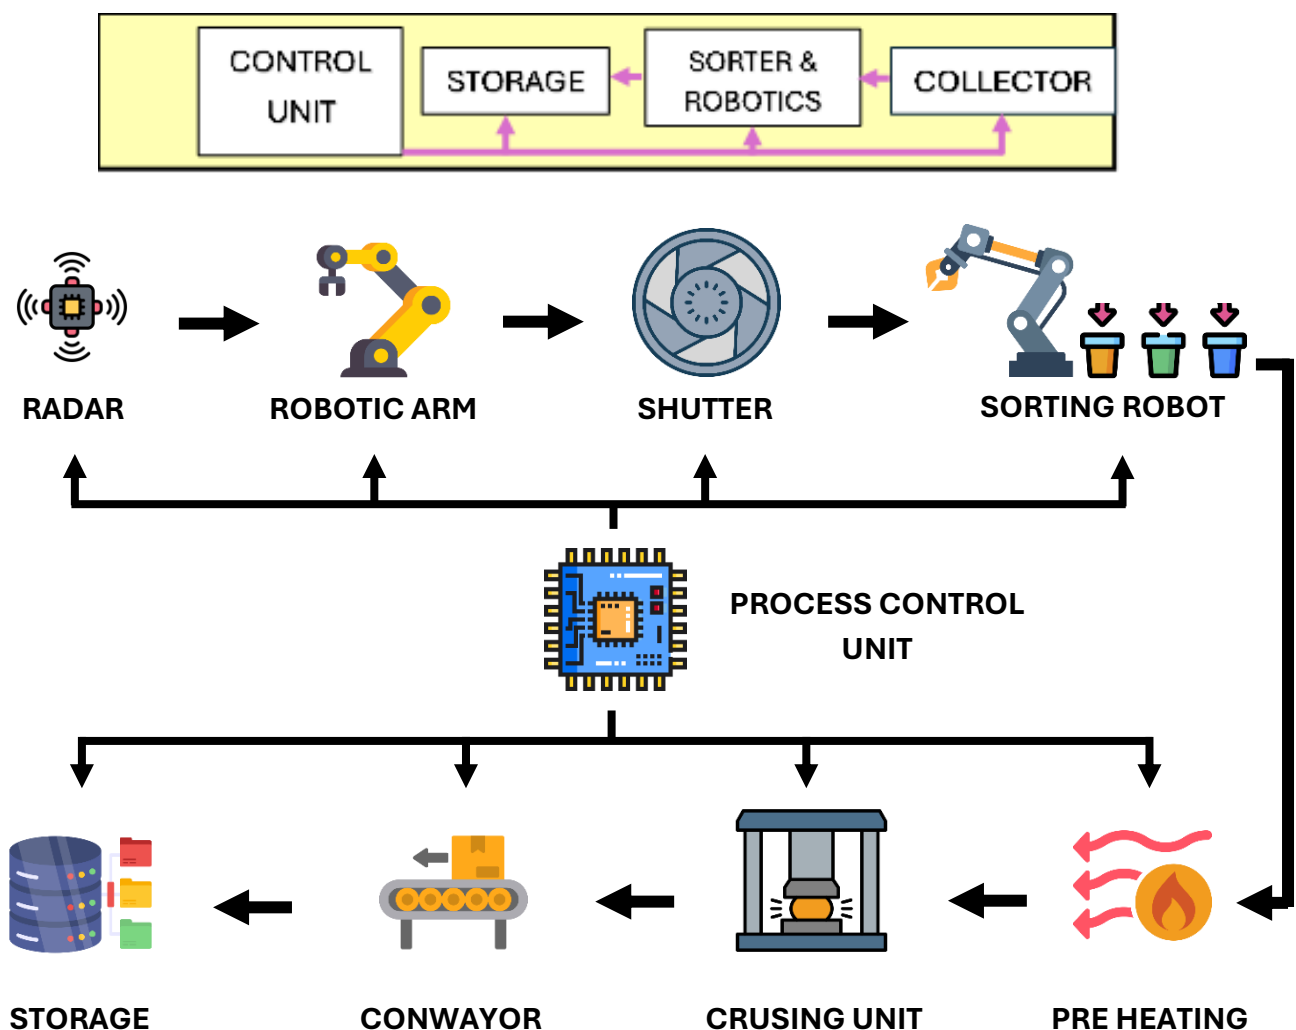 CONTROL
UNIT
STORAGE
SORTER &
ROBOTICS
COLLECTOR
RADAR
ROBOTIC ARM
SHUTTER
SORTING ROBOT
PROCESS CONTROL
UNIT
STORAGE
CONWAYOR
CRUSING UNIT
PRE HEATING